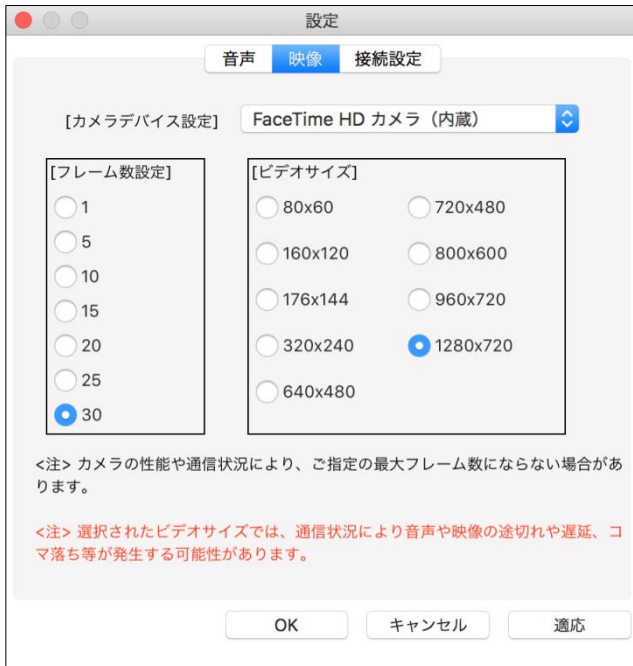 設定
音声 映像 接続設定
[カメラデバイス設定] FaceTime HD カメラ（内蔵）
[フレーム数設定]
1
5
10
15
20
25
30
[ビデオサイズ]
80x60 720x480
160x120 800x600
176x144 960x720
320x240 1280x720
640x480
<注> カメラの性能や通信状況により、ご指定の最大フレーム数にならない場合があ
ります。
<注> 選択されたビデオサイズでは、通信状況により音声や映像の途切れや遅延、コ
マ落ち等が発生する可能性があります。
OK キャンセル 適応